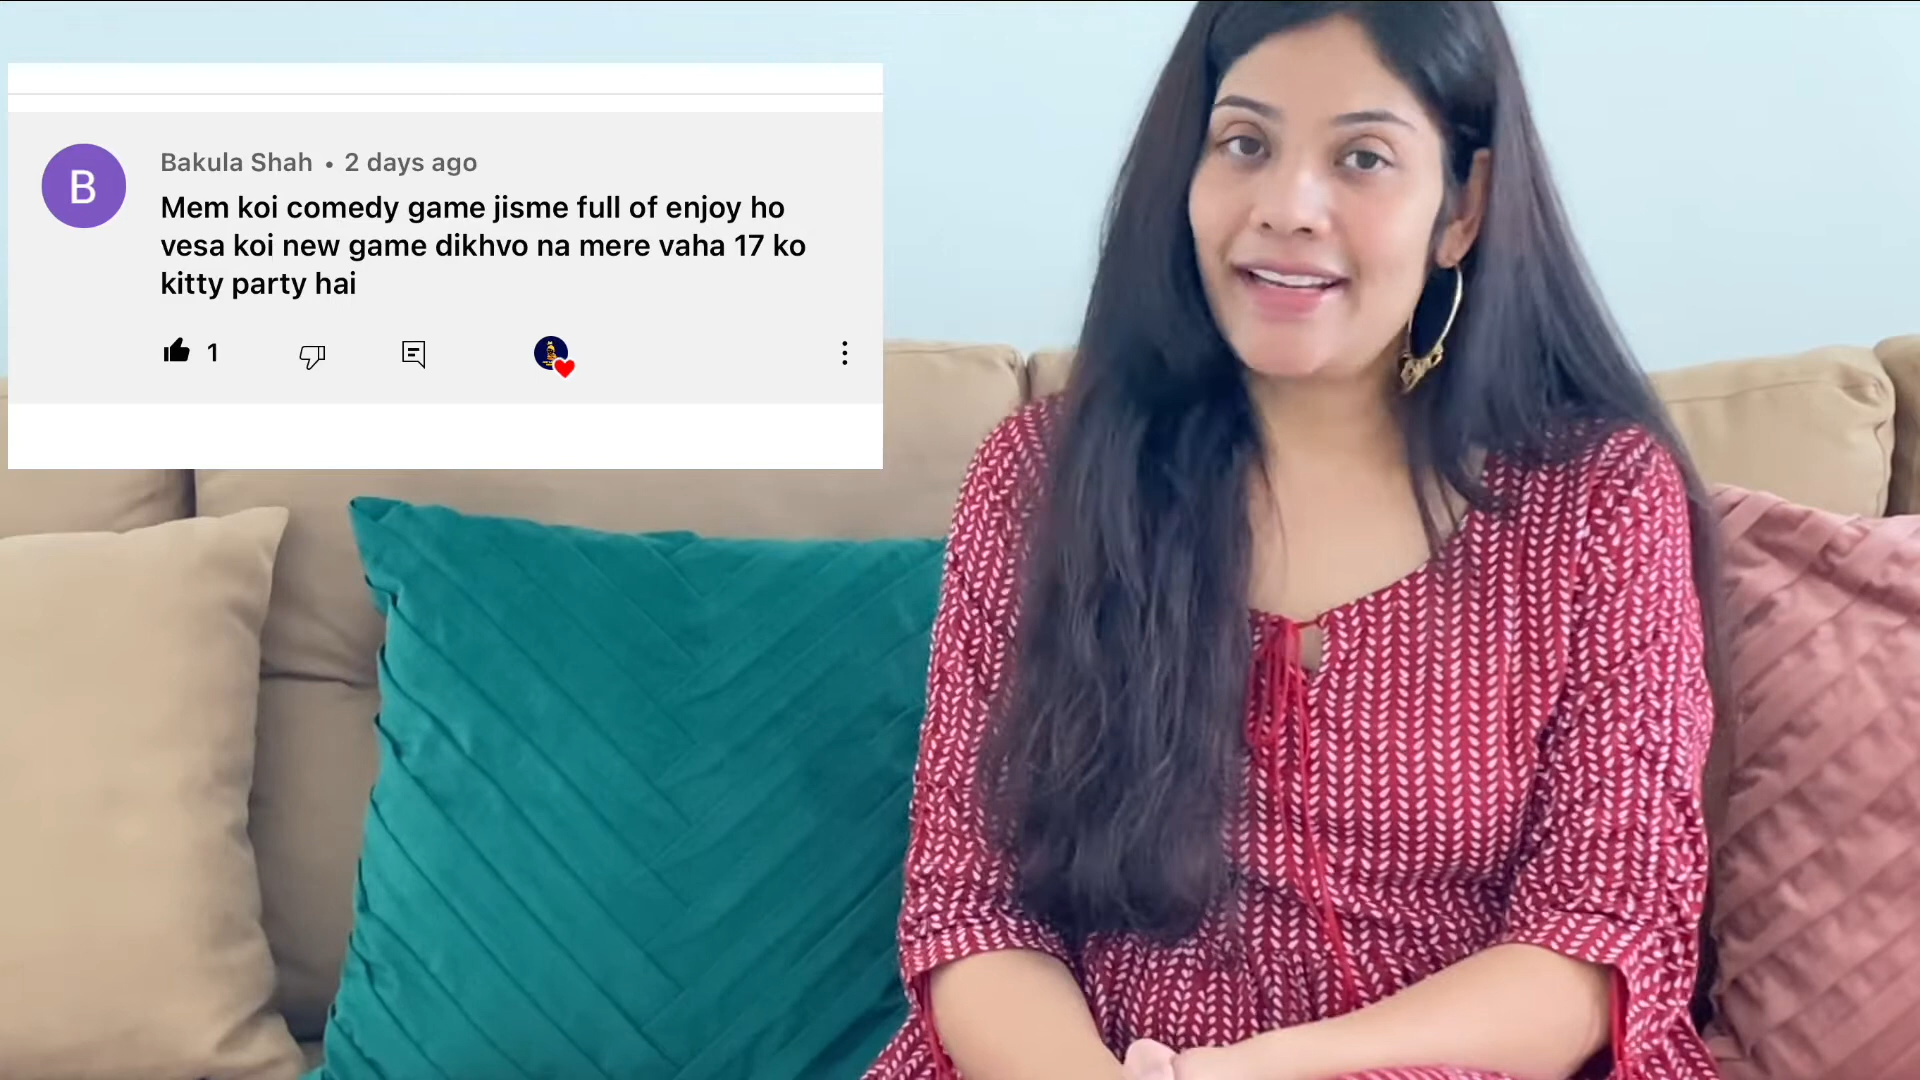 B
Bakula Shah • 2 days ago
Mem koi comedy game jisme full of enjoy ho
vesa koi new game dikhvo na mere vaha 17 ko
kitty party hai
1